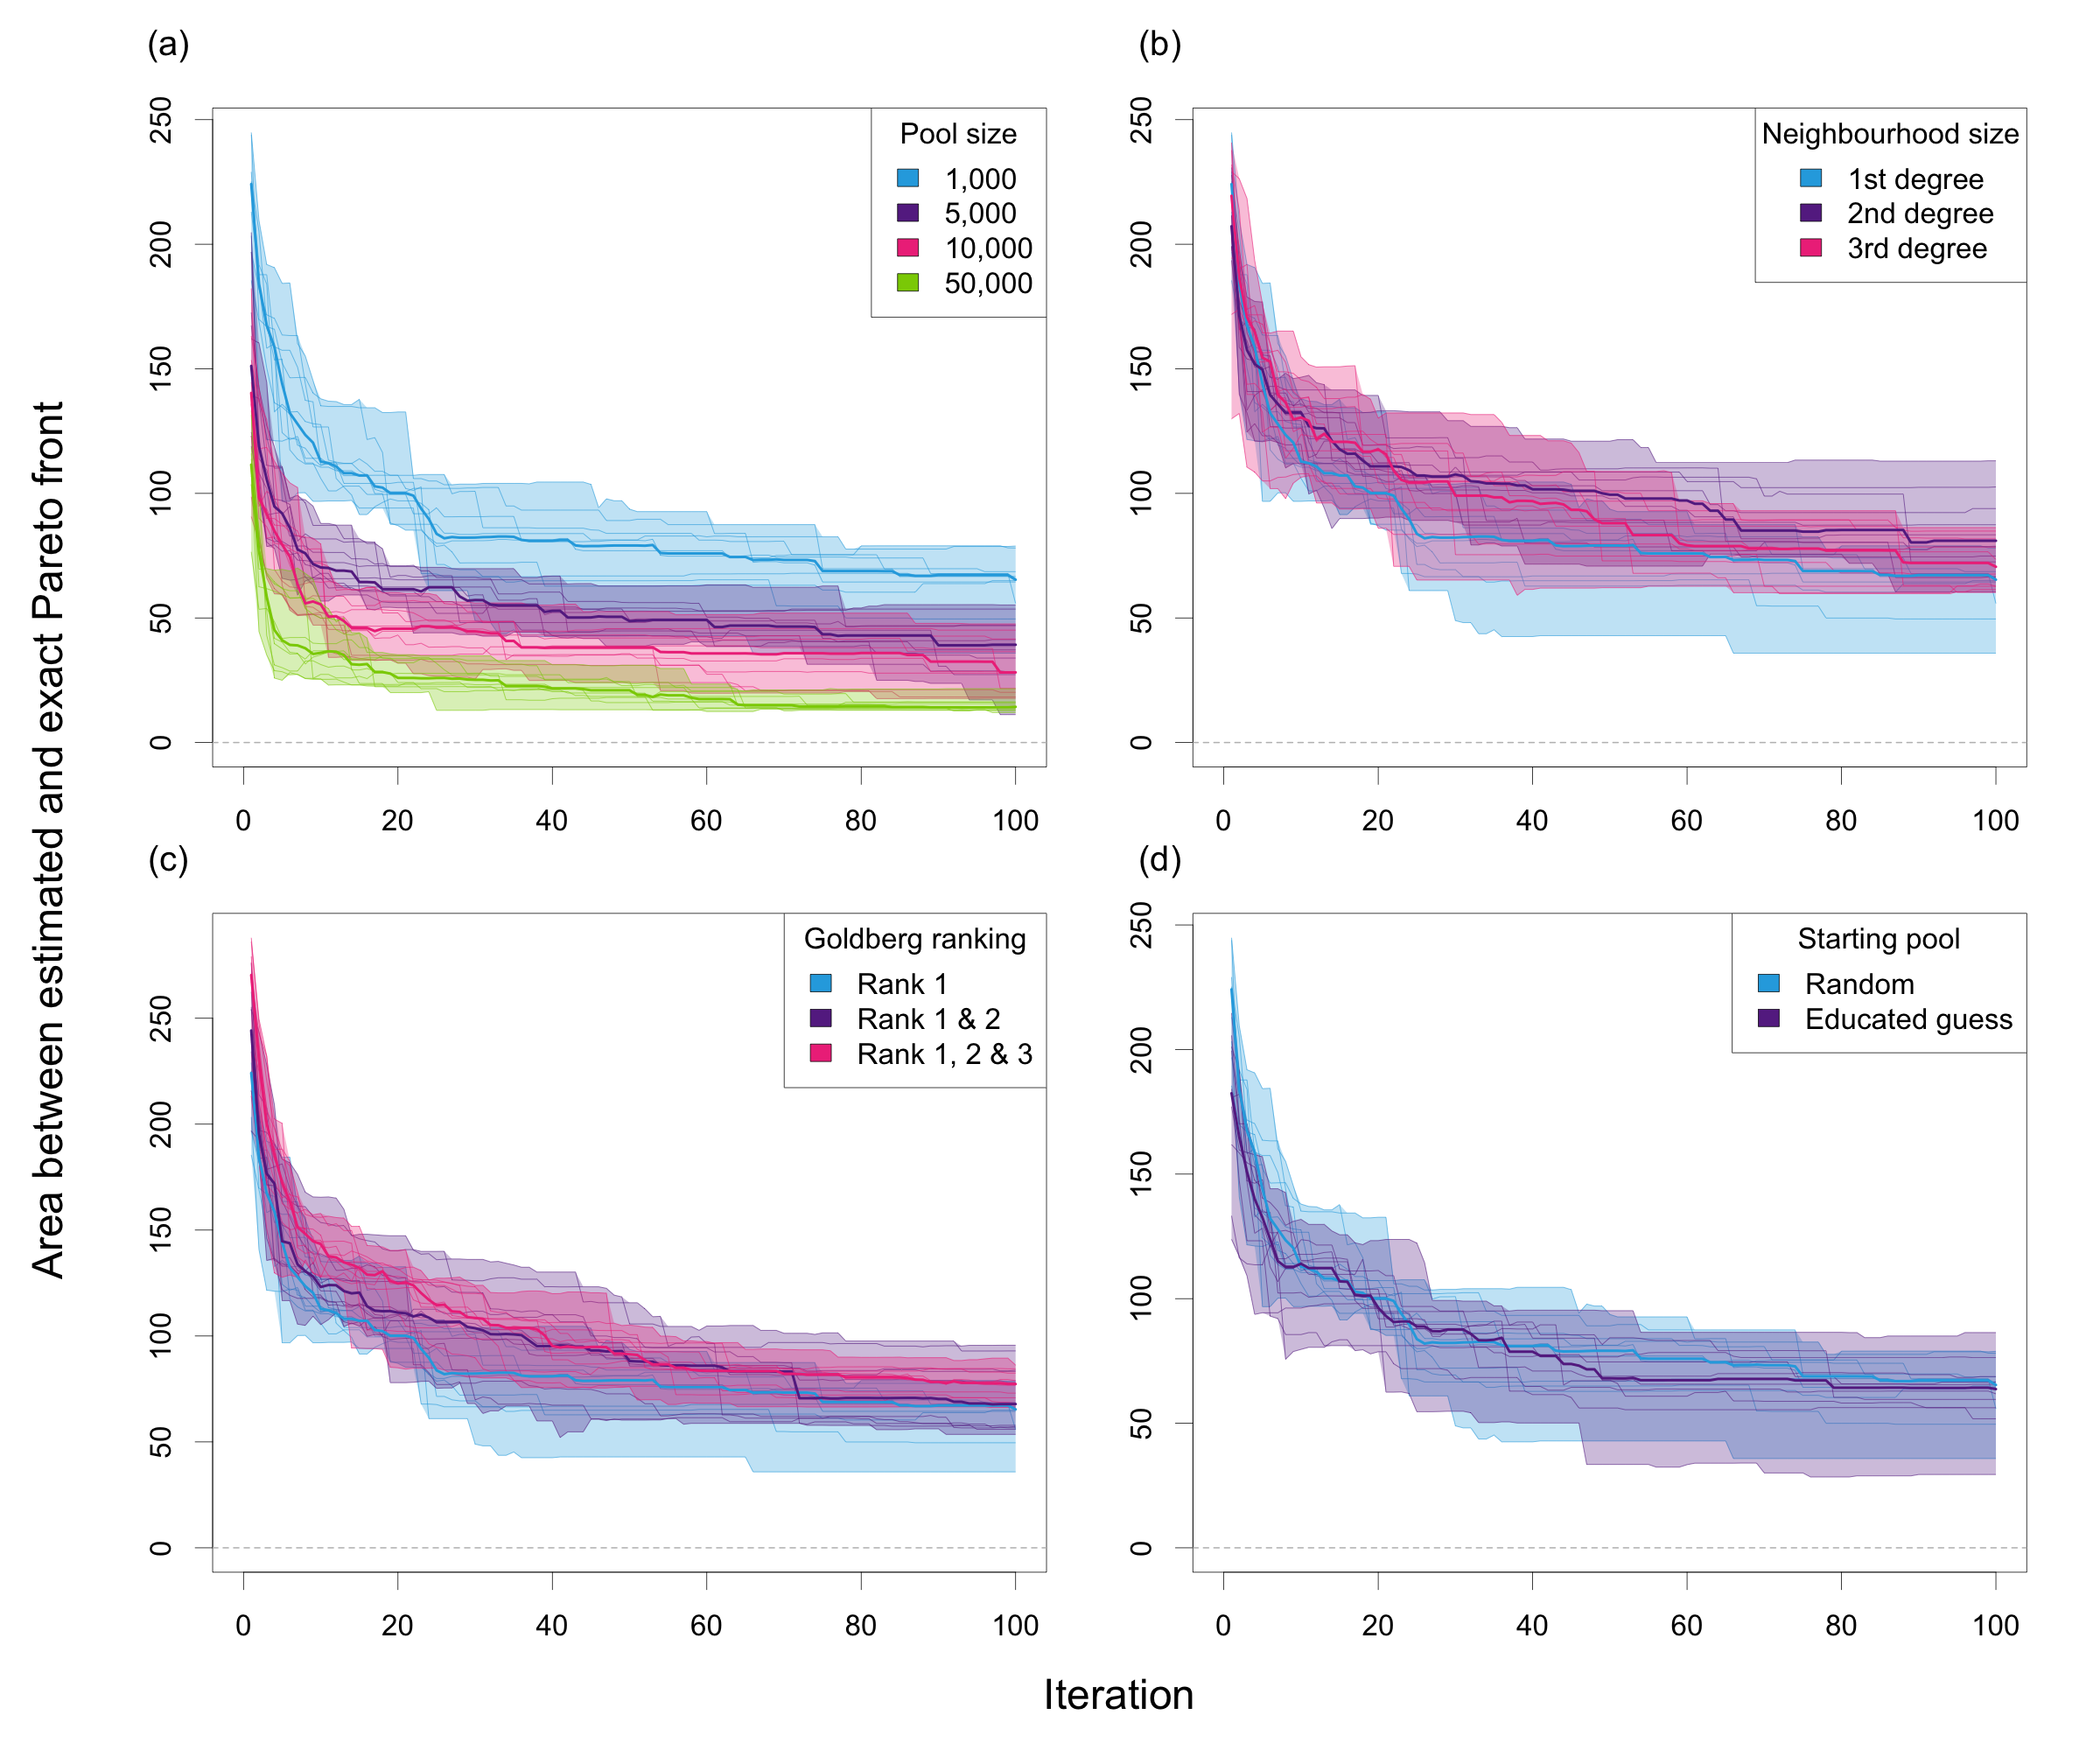 (a)
250
200
150
100
50
0
0 20 40 60 80 100
Pool size
1,000
5,000
10,000
50,000
(b)
250
200
150
100
50
0
0 20 40 60 80 100
Neighbourhood size
1st degree
2nd degree
3rd degree
(c)
250
200
150
100
50
0
0 20 40 60 80 100
Goldberg ranking
Rank 1
Rank 1 & 2
Rank 1, 2 & 3
(d)
250
200
150
100
50
0
0 20 40 60 80 100
Starting pool
Random
Educated guess
Area between estimated and exact Pareto front
Iteration